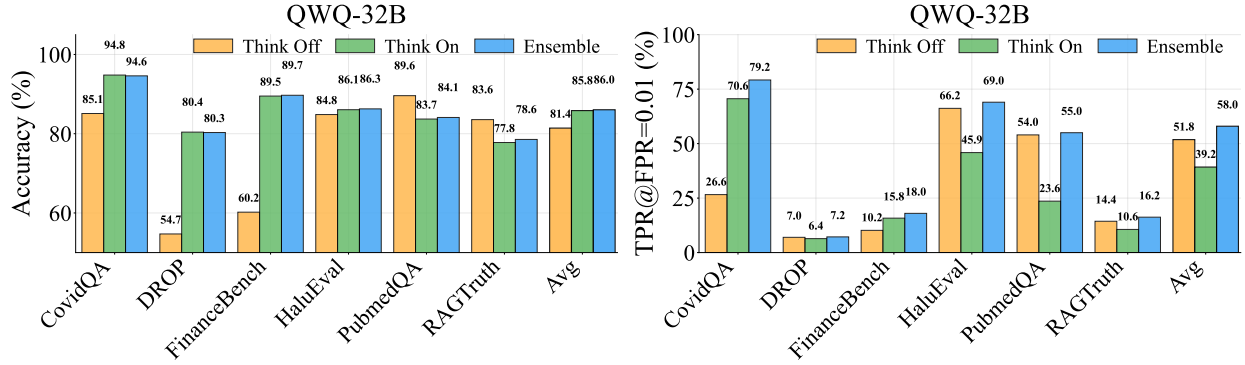 QWQ-32B
Think Off Think On Ensemble
Accuracy (%)
100
80
60
85.1 94.8 94.6
54.7 80.4 80.3
60.2 89.5 89.7
84.8 86.1 86.3
89.6 83.7 84.1
83.6 77.8 78.6
81.4 85.8 86.0
CovidQA DROP FinanceBench HaluEval PubmedQA RAGTruth Avg
QWQ-32B
Think Off Think On Ensemble
TPR@FPR=0.01 (%)
100
75
50
25
0
26.6 70.6 79.2
7.0 6.4 7.2
10.2 15.8 18.0
66.2 45.9 69.0
54.0 23.6 55.0
14.4 10.6 16.2
51.8 39.2 58.0
CovidQA DROP FinanceBench HaluEval PubmedQA RAGTruth Avg